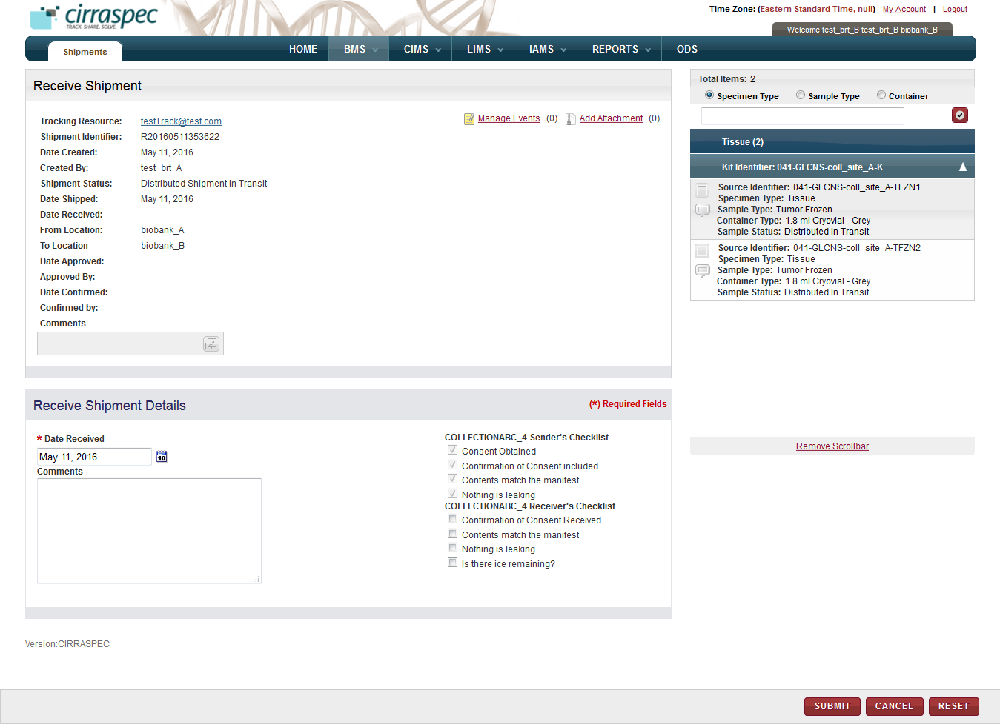 cirraspec
TRACK. SHARE. SOLVE.
Time Zone: (Eastern Standard Time, null) My Account | Logout
Welcome test_brt_B test_brt_B biobank_B
Shipments
HOME BMS CIMS LIMS IAMS REPORTS ODS
Receive Shipment
Tracking Resource: testTrack@test.com
Manage Events (0) Add Attachment (0)
Shipment Identifier: R20160511353622
Date Created: May 11, 2016
Created By: test_brt_A
Shipment Status: Distributed Shipment In Transit
Date Shipped: May 11, 2016
Date Received:
From Location: biobank_A
To Location biobank_B
Date Approved:
Approved By:
Date Confirmed:
Confirmed by:
Comments
Total Items: 2
Specimen Type Sample Type Container
Tissue (2)
Kit Identifier: 041-GLCNS-coll_site_A-K
Source Identifier: 041-GLCNS-coll_site_A-TFZN1
Specimen Type: Tissue
Sample Type: Tumor Frozen
Container Type: 1.8 ml Cryovial - Grey
Sample Status: Distributed In Transit
Source Identifier: 041-GLCNS-coll_site_A-TFZN2
Specimen Type: Tissue
Sample Type: Tumor Frozen
Container Type: 1.8 ml Cryovial - Grey
Sample Status: Distributed In Transit
Remove Scrollbar
Receive Shipment Details
(*) Required Fields
* Date Received
May 11, 2016
10
Comments
COLLECTIONABC_4 Sender's Checklist
Consent Obtained
Confirmation of Consent included
Contents match the manifest
Nothing is leaking
COLLECTIONABC_4 Receiver's Checklist
Confirmation of Consent Received
Contents match the manifest
Nothing is leaking
Is there ice remaining?
Version:CIRRASPEC
SUBMIT CANCEL RESET